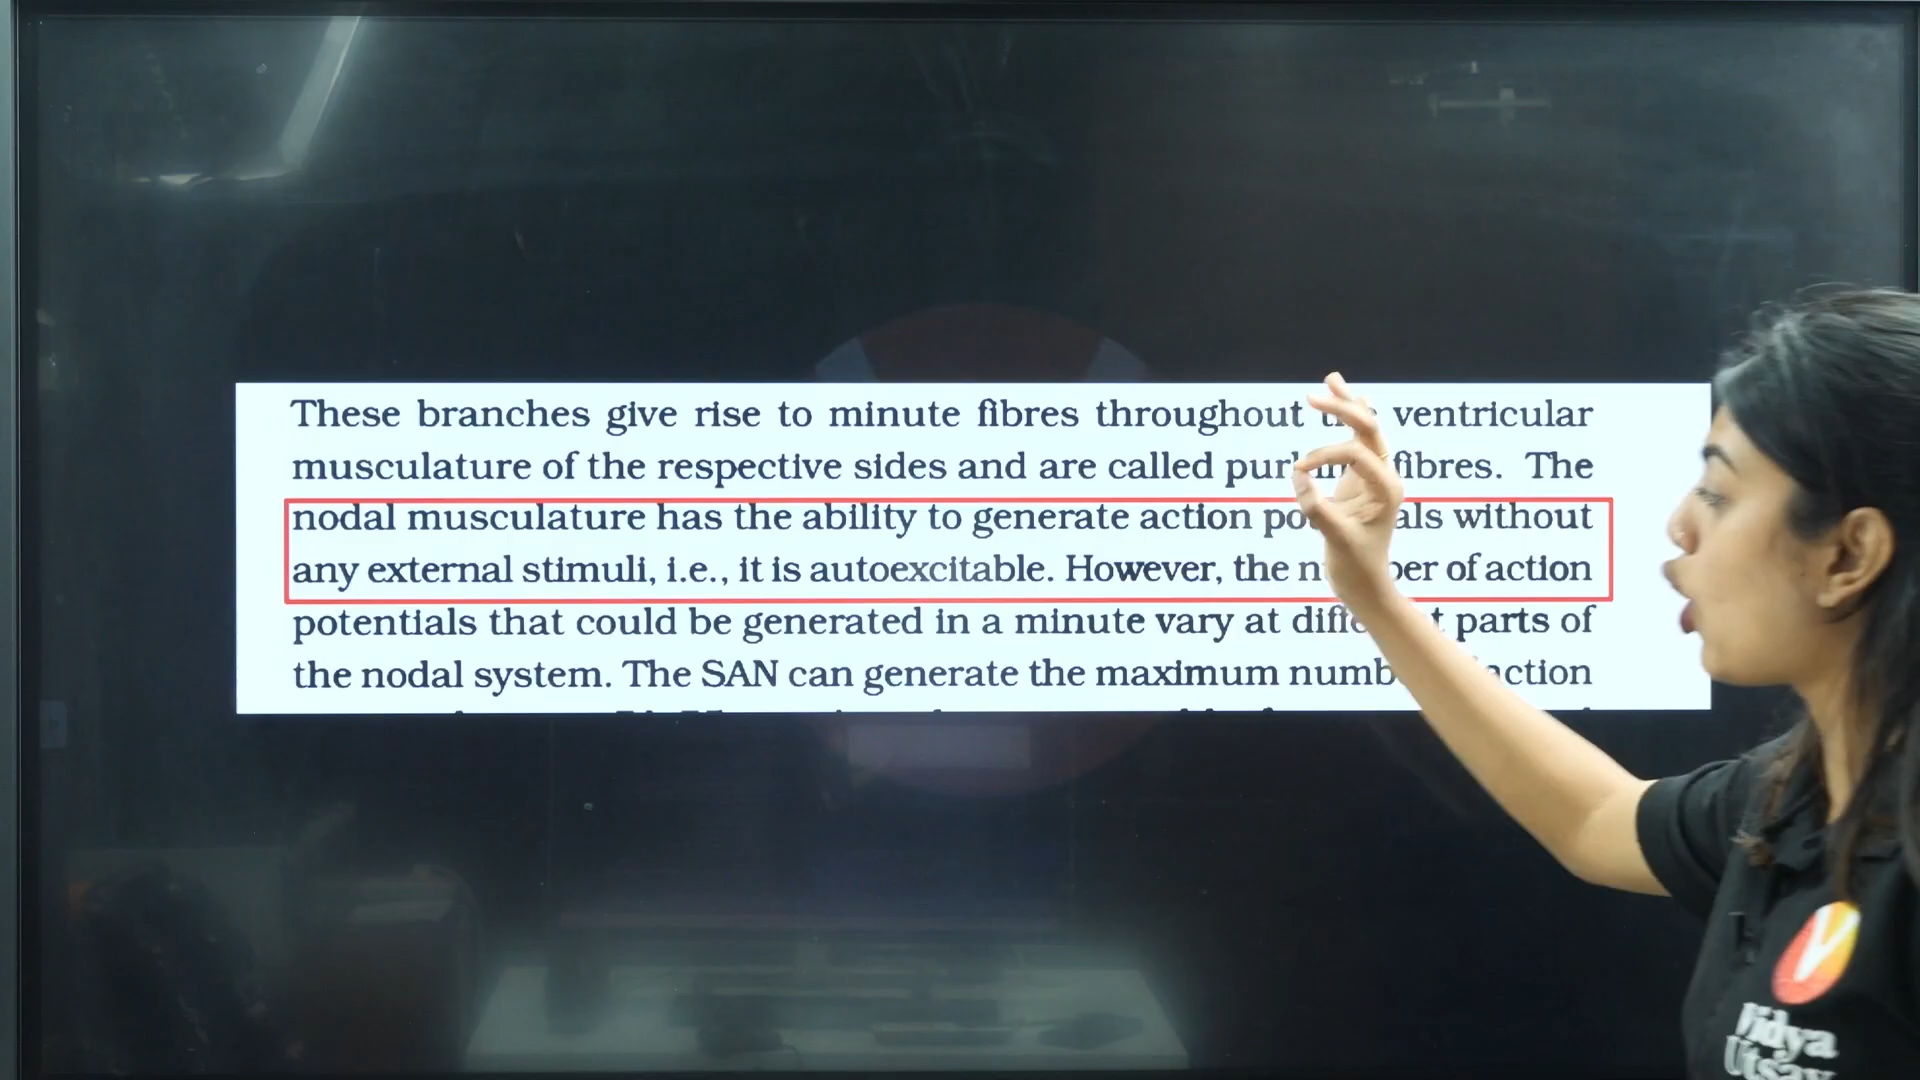 These branches give rise to minute fibres throughout ventricular
musculature of the respective sides and are called fibres. The
nodal musculature has the ability to generate action without
any external stimuli, i.e., it is autoexcitable. However, the of action
potentials that could be generated in a minute vary at parts of
the nodal system. The SAN can generate the maximum action
Vidya
Utsav